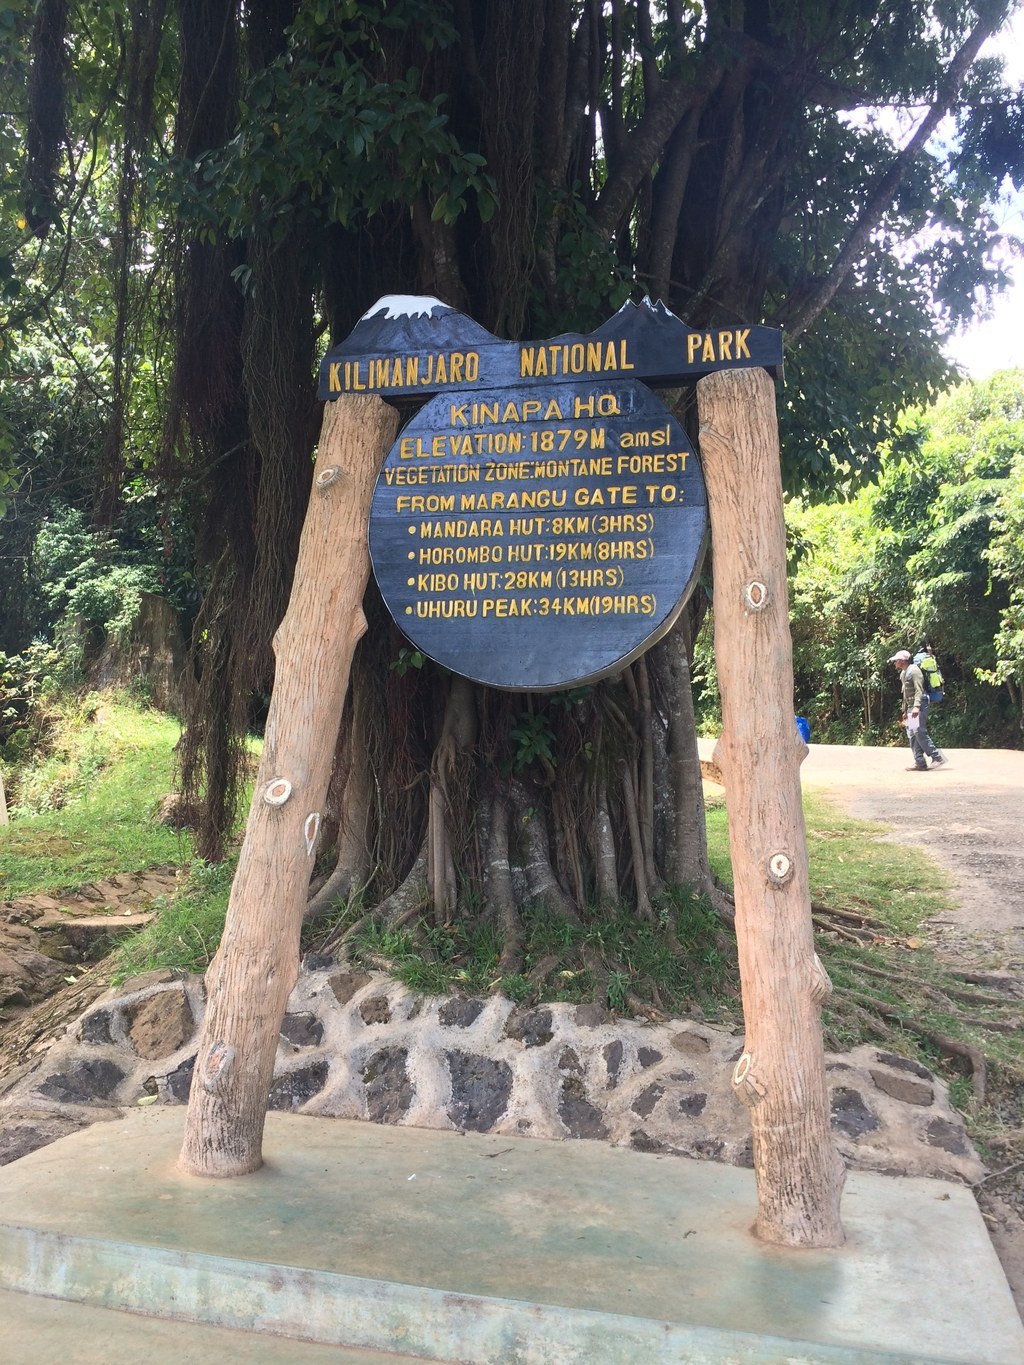 KILIMANJARO NATIONAL PARK
KINAPA HQ
ELEVATION:1879M amsl
VEGETATION ZONE:MONTANE FOREST
FROM MARANGU GATE TO:
•MANDARA HUT:8KM(3HRS)
•HOROMBO HUT:19KM(8HRS)
•KIBO HUT:28KM(13HRS)
•UHURU PEAK:34KM(19HRS)